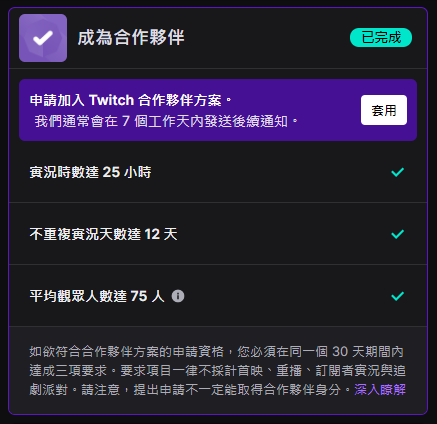 成為合作夥伴
已完成
申請加入 Twitch 合作夥伴方案。
我們通常會在 7 個工作天內發送後續通知。
套用
實況時數達 25 小時
不重複實況天數達 12 天
平均觀眾人數達 75 人
如欲符合合作夥伴方案的申請資格，您必須在同一個 30 天期間內
達成三項要求。要求項目一律不採計首映、重播、訂閱者實況與追
劇派對。請注意，提出申請不一定能取得合作夥伴身分。深入瞭解